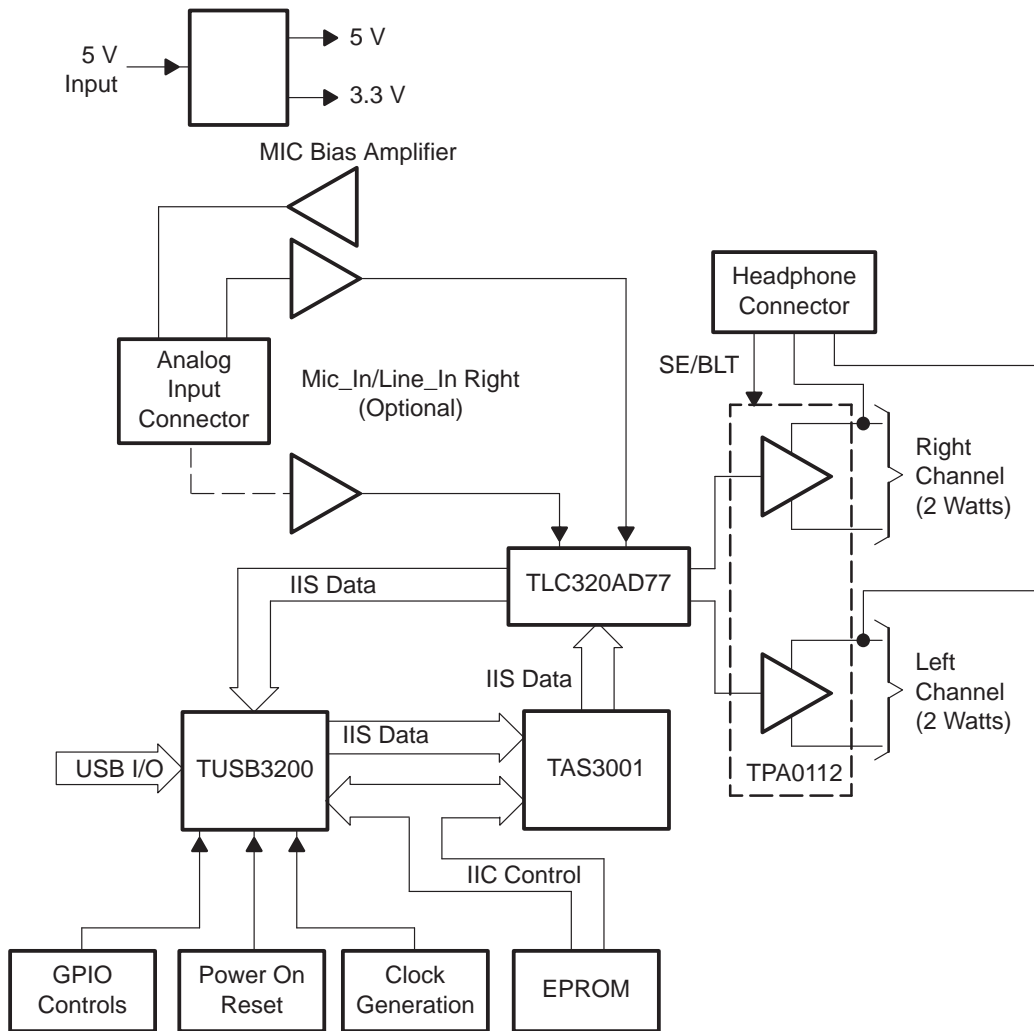 5 V
Input
5 V
3.3 V
MIC Bias Amplifier
Headphone
Connector
SE/BLT
Analog
Input
Connector
Mic_In/Line_In Right
(Optional)
Right
Channel
(2 Watts)
IIS Data
TLC320AD77
IIS Data
Left
Channel
(2 Watts)
IIS Data
USB I/O
TUSB3200
TAS3001
TPA0112
IIC Control
GPIO
Controls
Power On
Reset
Clock
Generation
EPROM